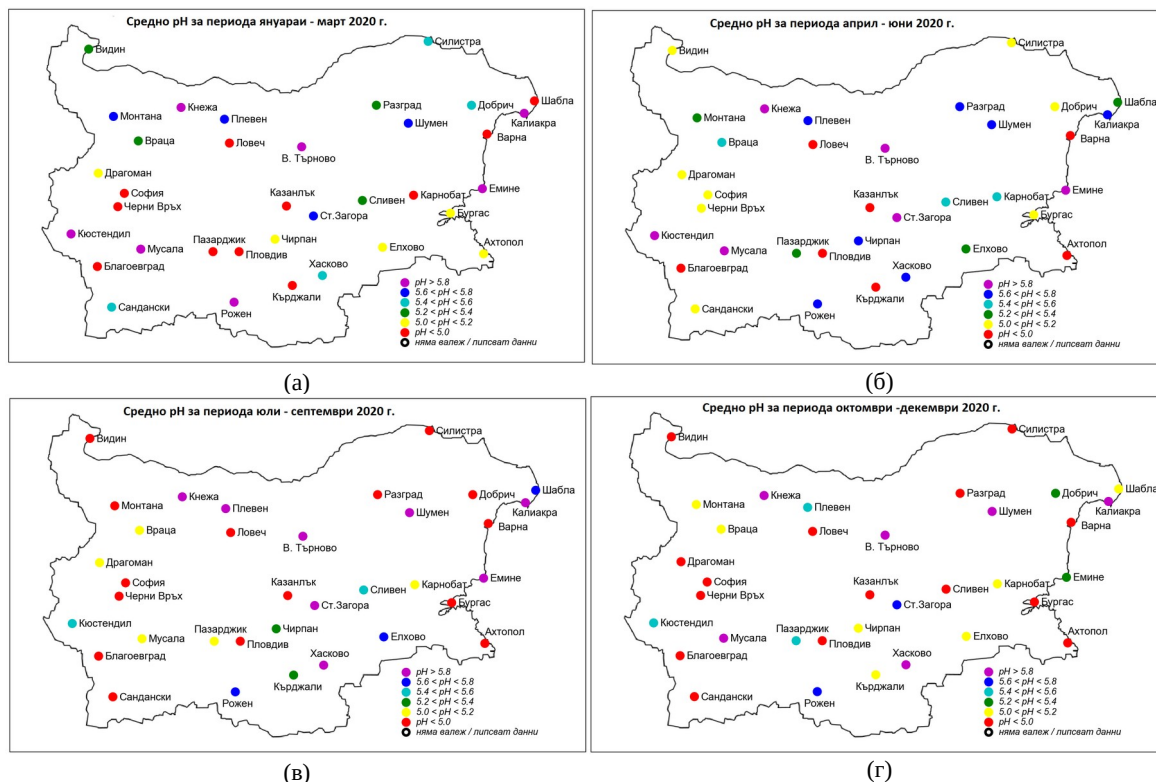 Средно pH за периода януараи - март 2020 г.
Видин
Силистра
Кнежа
Монтана
Плевен
Враца
Ловеч
Разград
Добрич
Шабла
Шумен
Калиакра
Варна
В. Търново
Драгоман
София
Черни Връх
Казанлък
Сливен
Карнобат
Емине
Ст.Загора
Бургас
Кюстендил
Мусала
Пазарджик
Пловдив
Чирпан
Елхово
Ахтопол
Благоевград
Хасково
Кърджали
Сандански
Рожен
pH > 5.8
5.6 < pH < 5.8
5.4 < pH < 5.6
5.2 < pH < 5.4
5.0 < pH < 5.2
pH < 5.0
няма валеж / липсват данни
(а)
Средно pH за периода април - юни 2020 г.
Видин
Силистра
Кнежа
Монтана
Плевен
Враца
Ловеч
Разград
Добрич
Шабла
Шумен
Калиакра
Варна
В. Търново
Драгоман
София
Черни Връх
Казанлък
Сливен
Карнобат
Емине
Ст.Загора
Бургас
Кюстендил
Мусала
Пазарджик
Пловдив
Чирпан
Елхово
Ахтопол
Благоевград
Хасково
Кърджали
Сандански
Рожен
pH > 5.8
5.6 < pH < 5.8
5.4 < pH < 5.6
5.2 < pH < 5.4
5.0 < pH < 5.2
pH < 5.0
няма валеж / липсват данни
(б)
Средно pH за периода юли - септември 2020 г.
Видин
Силистра
Кнежа
Монтана
Плевен
Враца
Ловеч
Разград
Добрич
Шабла
Шумен
Калиакра
Варна
В. Търново
Драгоман
София
Черни Връх
Казанлък
Сливен
Карнобат
Емине
Ст.Загора
Бургас
Кюстендил
Мусала
Пазарджик
Пловдив
Чирпан
Елхово
Ахтопол
Благоевград
Хасково
Кърджали
Сандански
Рожен
pH > 5.8
5.6 < pH < 5.8
5.4 < pH < 5.6
5.2 < pH < 5.4
5.0 < pH < 5.2
pH < 5.0
няма валеж / липсват данни
(в)
Средно pH за периода октомври -декември 2020 г.
Видин
Силистра
Кнежа
Монтана
Плевен
Враца
Ловеч
Разград
Добрич
Шабла
Шумен
Калиакра
Варна
В. Търново
Драгоман
София
Черни Връх
Казанлък
Сливен
Карнобат
Емине
Ст.Загора
Бургас
Кюстендил
Мусала
Пазарджик
Пловдив
Чирпан
Елхово
Ахтопол
Благоевград
Хасково
Кърджали
Сандански
Рожен
pH > 5.8
5.6 < pH < 5.8
5.4 < pH < 5.6
5.2 < pH < 5.4
5.0 < pH < 5.2
pH < 5.0
няма валеж / липсват данни
(г)